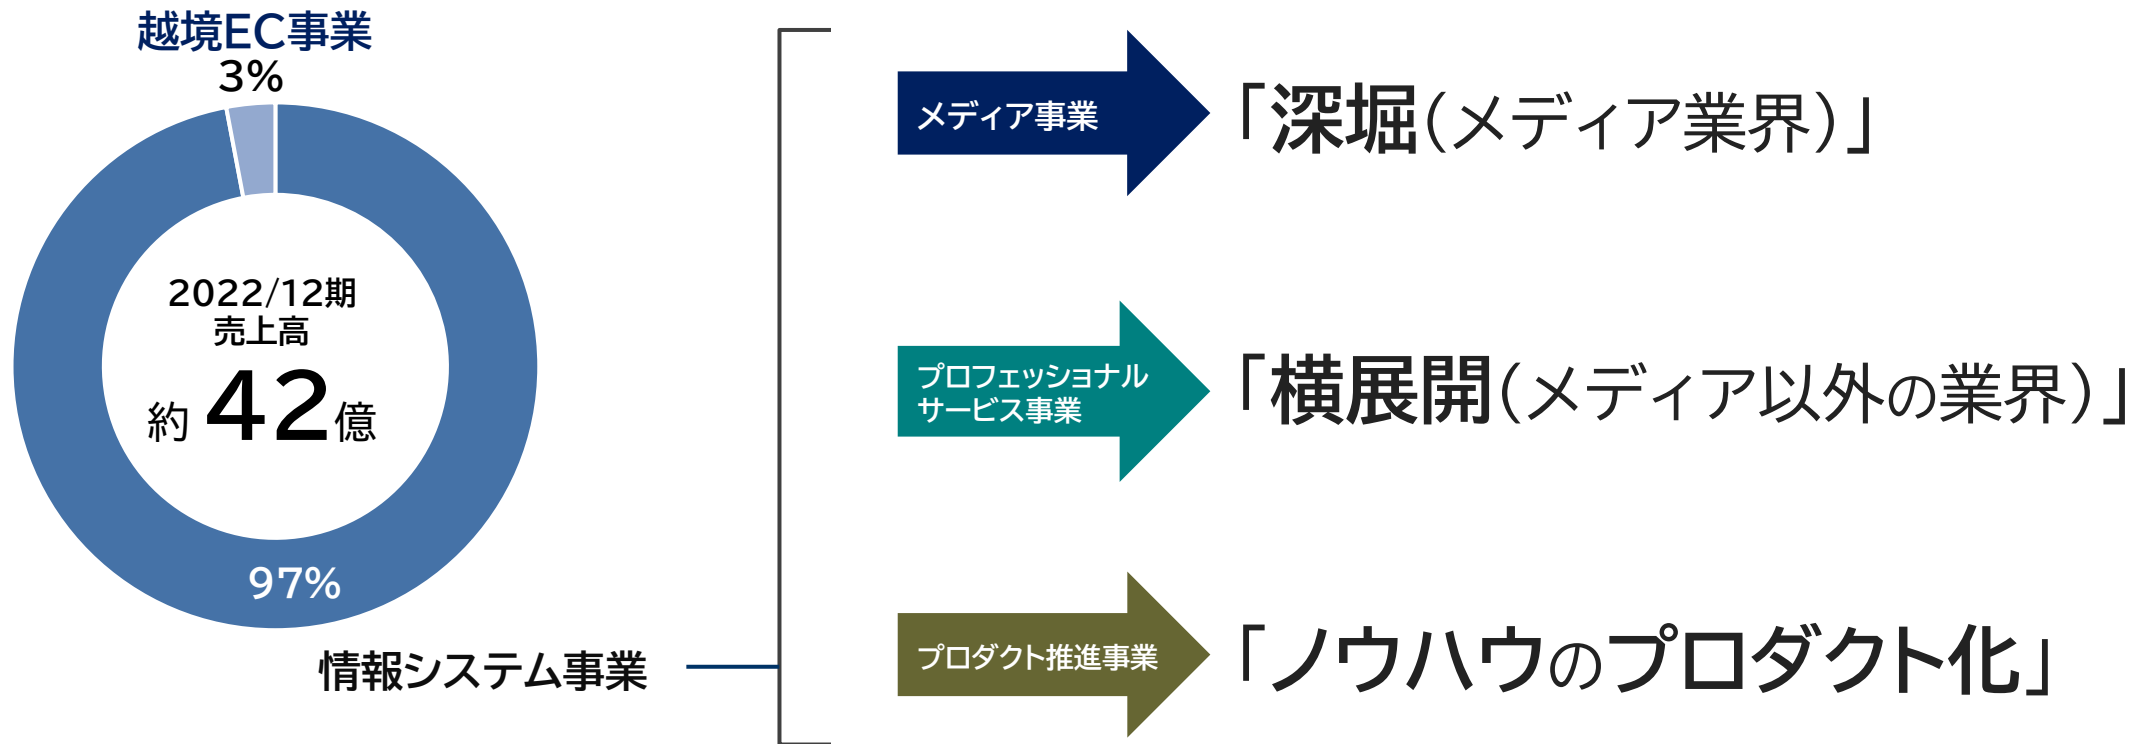 越境EC事業
3%
2022/12期
売上高
約 42億
97%
情報システム事業
メディア事業
「深堀(メディア業界)」
プロフェッショナル
サービス事業
「横展開(メディア以外の業界)」
プロダクト推進事業
「ノウハウのプロダクト化」